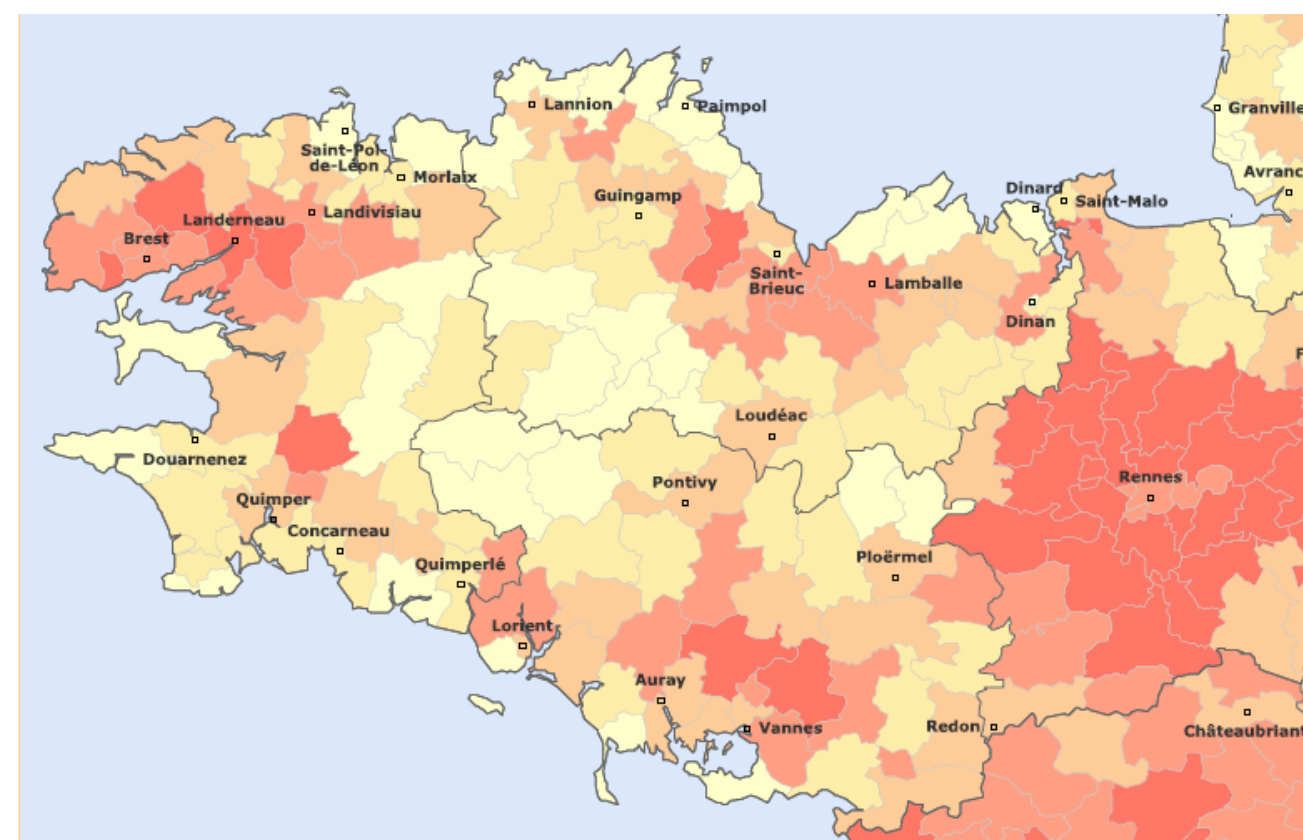 Lannion
Paimpol
Granville
Saint-Pol-
de-Léon
Morlaix
Avranc
Guingamp
Dinard
Saint-Malo
Landerneau
Landivisiau
Brest
Saint-
Brieuc
Lamballe
Dinan
F
Loudéac
Douarnenez
Rennes
Pontivy
Quimper
Concarneau
Ploërmel
Quimperlé
Lorient
Auray
Vannes
Redon
Châteaubriant